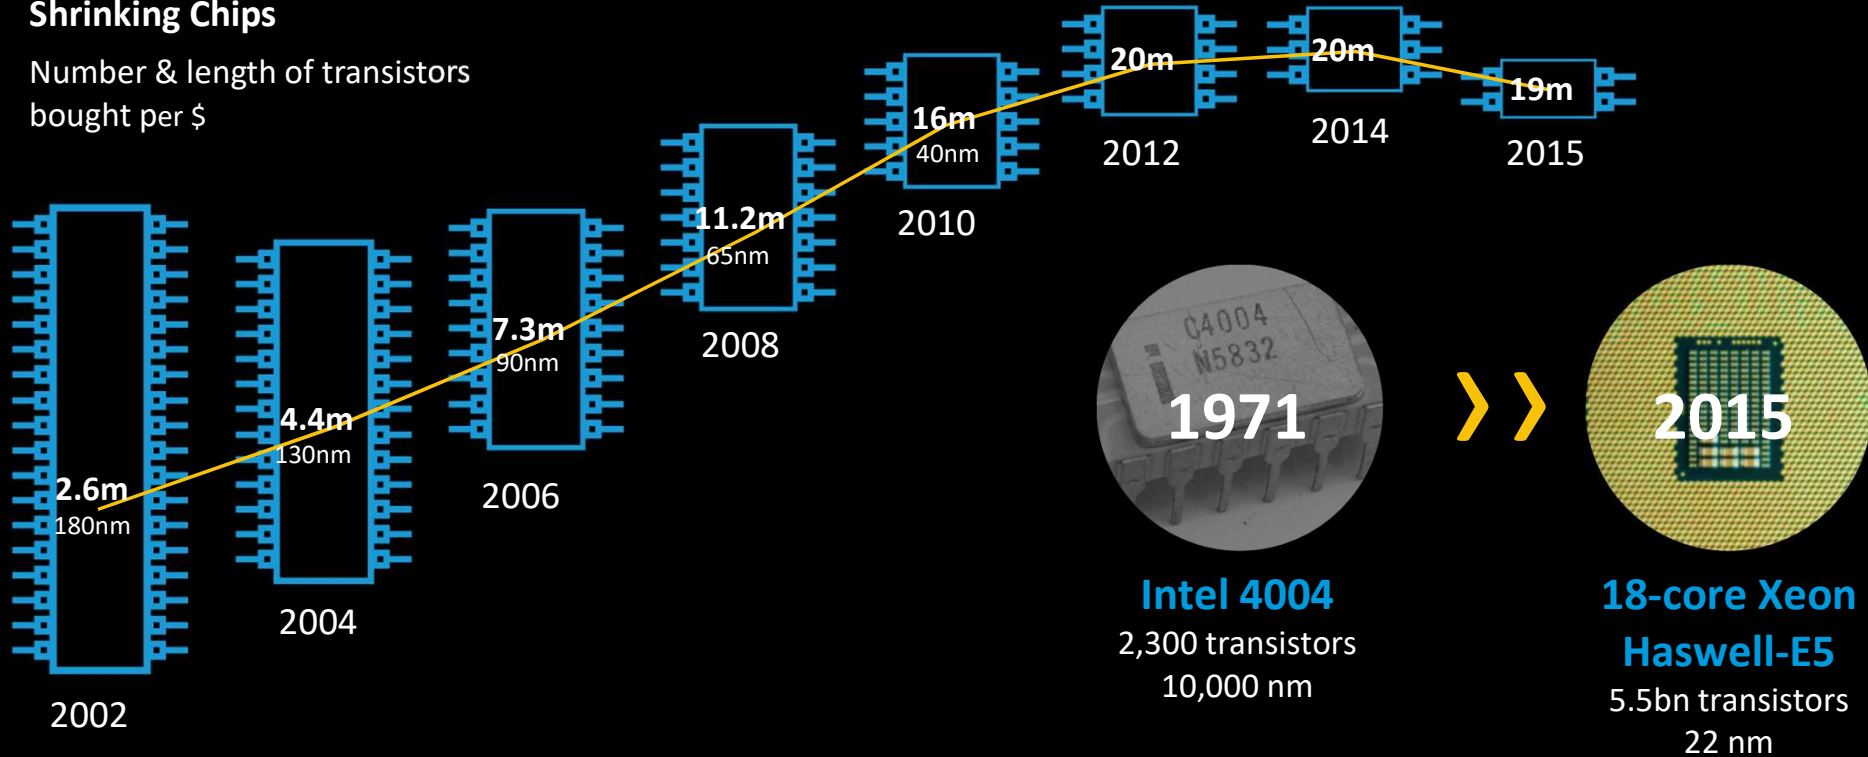 Shrinking Chips
Number & length of transistors
bought per $
2.6m
180nm
2002
4.4m
130nm
2004
7.3m
90nm
2006
11.2m
65nm
2008
16m
40nm
2010
20m
2012
20m
2014
19m
2015
C4004
N5832
1971
Intel 4004
2,300 transistors
10,000 nm
2015
18-core Xeon
Haswell-E5
5.5bn transistors
22 nm